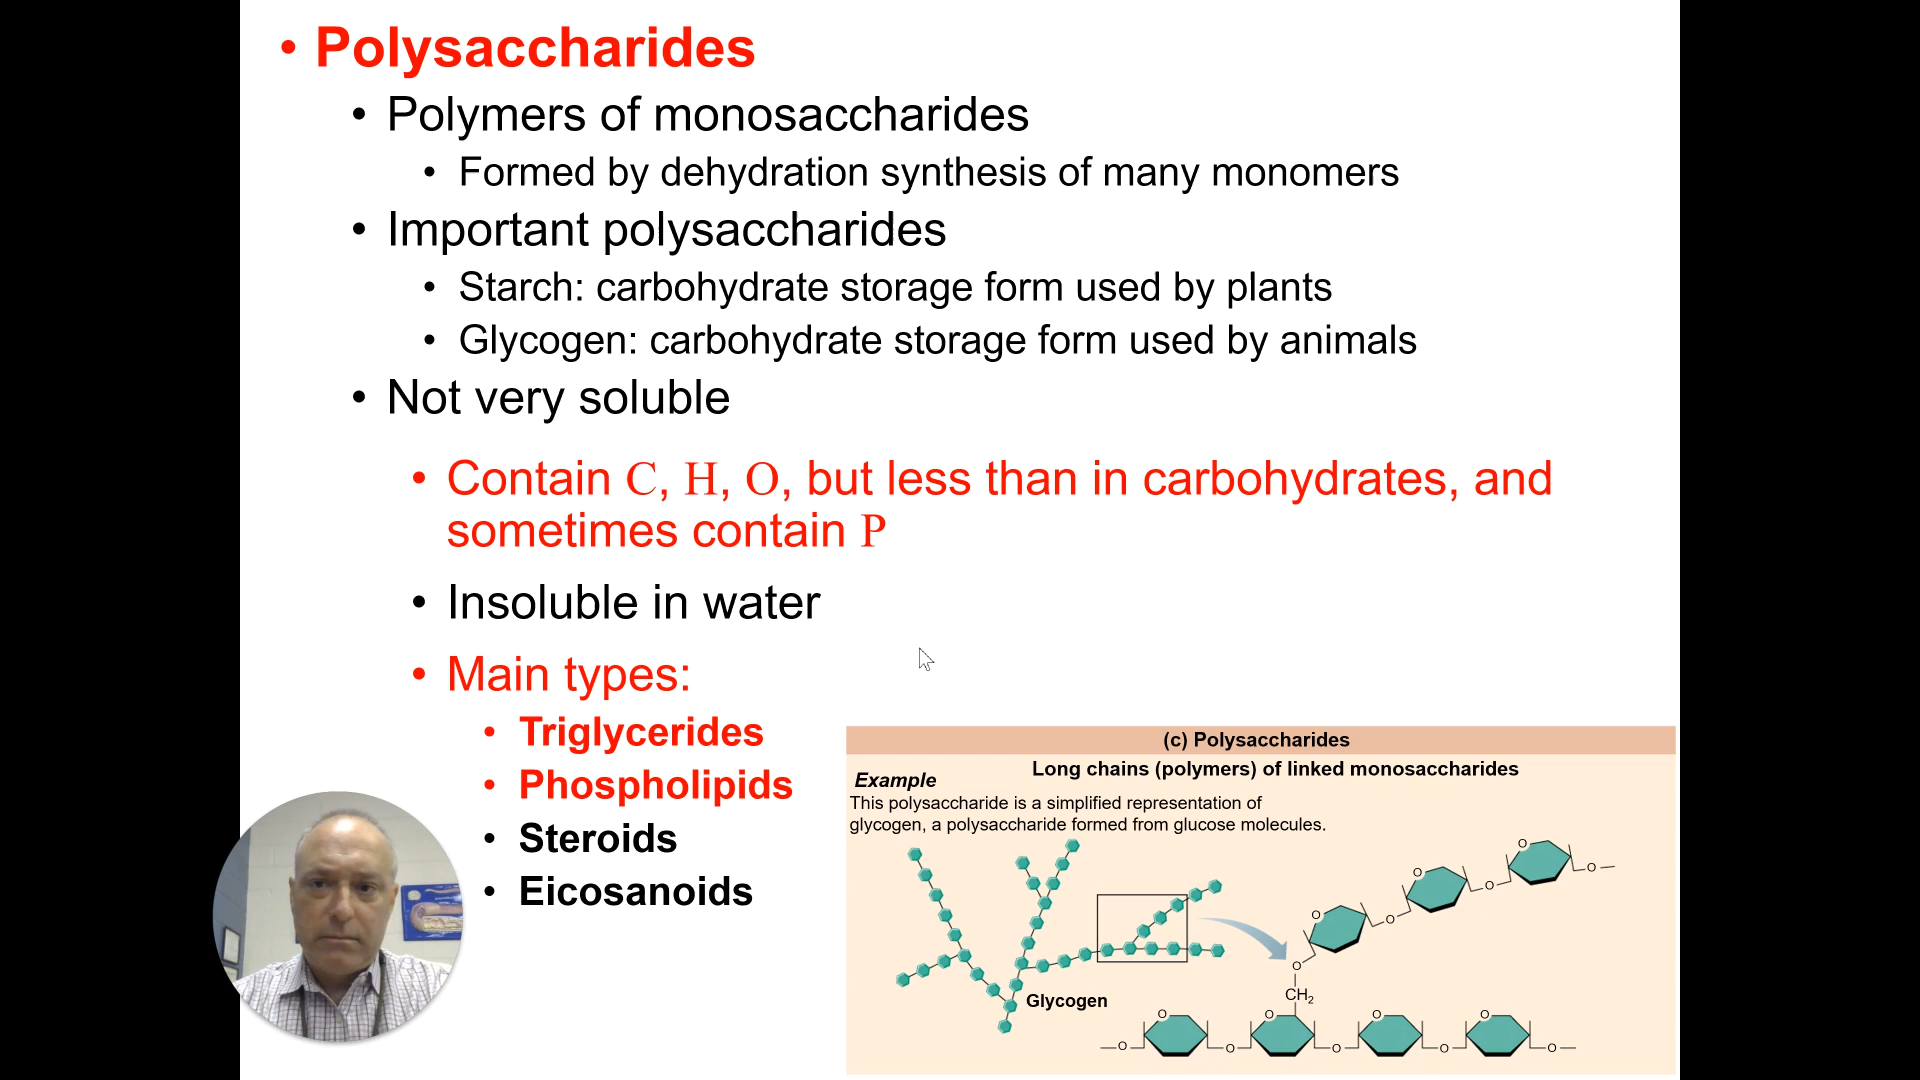 • Polysaccharides
• Polymers of monosaccharides
• Formed by dehydration synthesis of many monomers
• Important polysaccharides
• Starch: carbohydrate storage form used by plants
• Glycogen: carbohydrate storage form used by animals
• Not very soluble
• Contain C, H, O, but less than in carbohydrates, and
sometimes contain P
• Insoluble in water
• Main types:
• Triglycerides
• Phospholipids
• Steroids
• Eicosanoids
(c) Polysaccharides
Long chains (polymers) of linked monosaccharides
Example
This polysaccharide is a simplified representation of
glycogen, a polysaccharide formed from glucose molecules.
O O
O O
O O
O
CH₂
Glycogen
O O O O
O O O O O